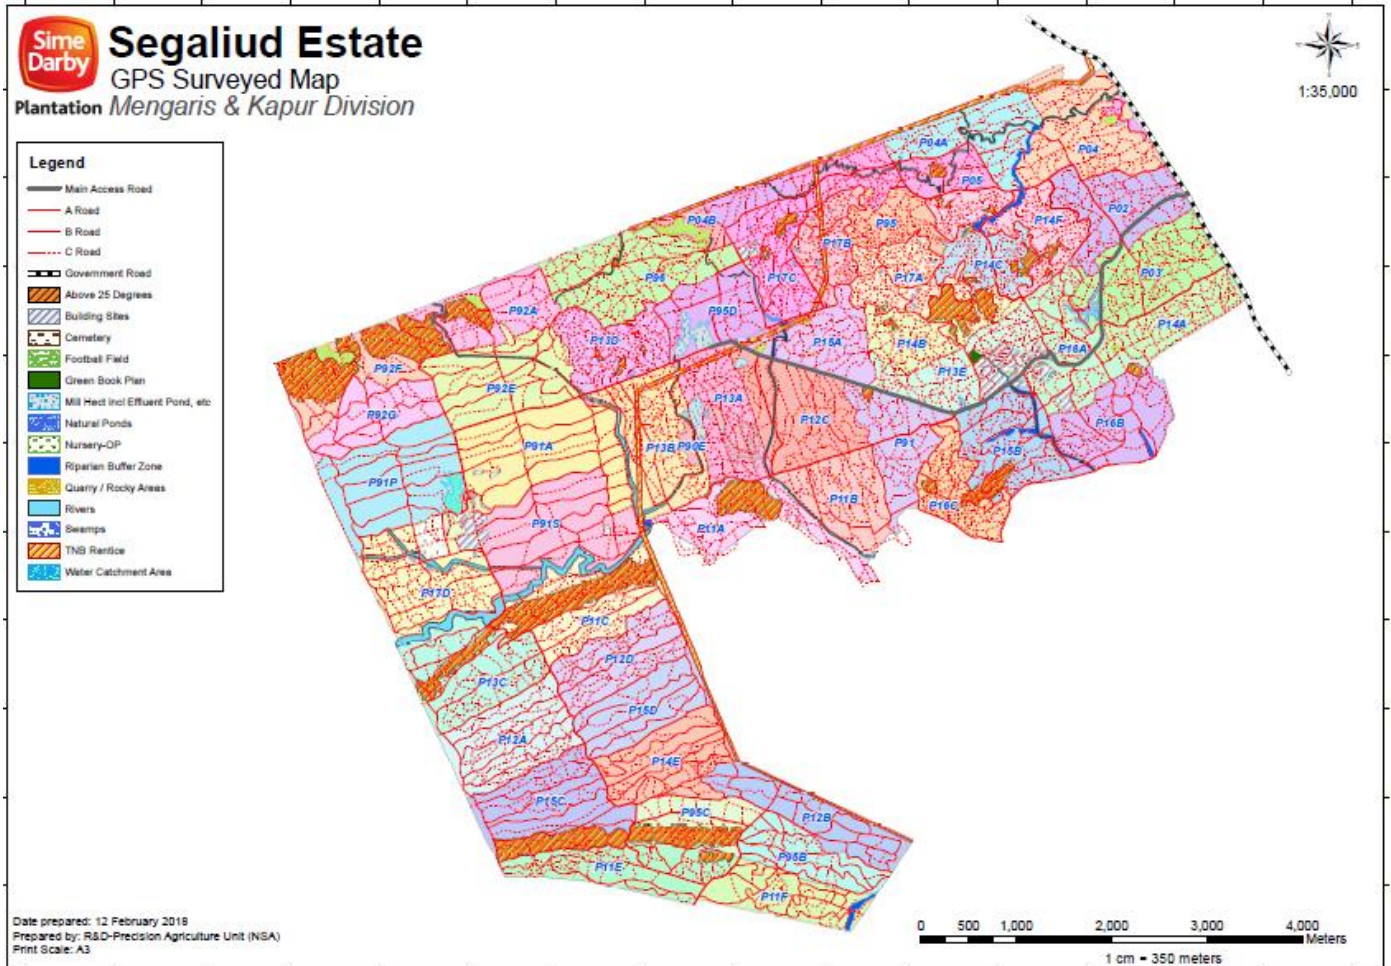 Sime
Darby
Plantation
Segaliud Estate
GPS Surveyed Map
Mengaris & Kapur Division
1:35,000
Legend
Main Access Road
A Road
B Road
C Road
Government Road
Above 25 Degrees
Building Sites
Cemetery
Football Field
Green Book Plan
Mill Hect incl Effluent Pond, etc
Natural Ponds
Nursery-OP
Riparian Buffer Zone
Quarry / Rocky Areas
Rivers
Swamps
TNB Rentice
Water Catchment Area
P04A
P04
P05
P02
P04B
P95
P14F
P17B
P14C
P03
P96
P17C
P17A
P92A
P95D
P14A
P13D
P15A
P14B
P16A
P92F
P92E
P13E
P92G
P13A
P12C
P16B
P91A
P13B
P90E
P91
P15B
P91P
P11B
P16C
P91S
P11A
P17D
P11C
P12D
P13C
P15D
P12A
P14E
P15C
P95C
P12B
P95B
P11E
P11F
Date prepared: 12 February 2018
Prepared by: R&D-Precision Agriculture Unit (NSA)
Print Scale: A3
0 500 1,000 2,000 3,000 4,000
Meters
1 cm = 350 meters